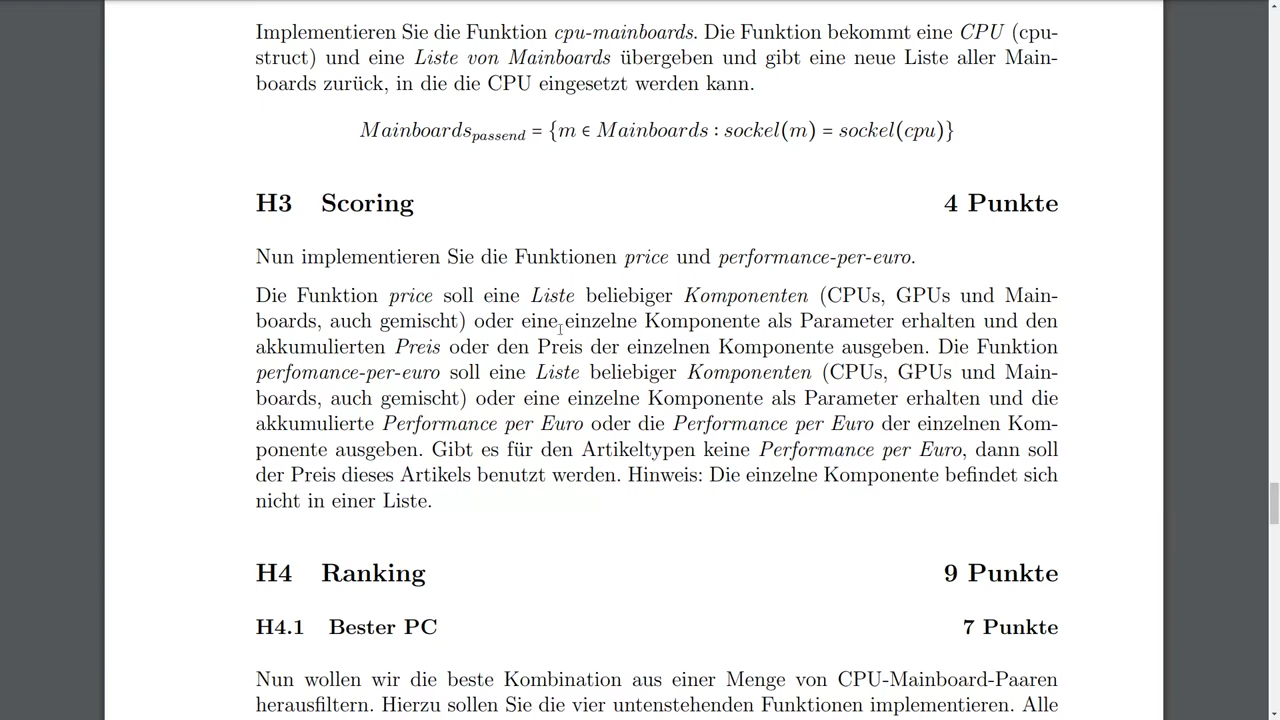 Implementieren Sie die Funktion cpu-mainboards. Die Funktion bekommt eine CPU (cpu-
struct) und eine Liste von Mainboards übergeben und gibt eine neue Liste aller Main-
boards zurück, in die die CPU eingesetzt werden kann.
Mainboards_passend = {m ∈ Mainboards : sockel(m) = sockel(cpu)}
H3 Scoring 4 Punkte
Nun implementieren Sie die Funktionen price und performance-per-euro.
Die Funktion price soll eine Liste beliebiger Komponenten (CPUs, GPUs und Main-
boards, auch gemischt) oder eine einzelne Komponente als Parameter erhalten und den
akkumulierten Preis oder den Preis der einzelnen Komponente ausgeben. Die Funktion
perfomance-per-euro soll eine Liste beliebiger Komponenten (CPUs, GPUs und Main-
boards, auch gemischt) oder eine einzelne Komponente als Parameter erhalten und die
akkumulierte Performance per Euro oder die Performance per Euro der einzelnen Kom-
ponente ausgeben. Gibt es für den Artikeltypen keine Performance per Euro, dann soll
der Preis dieses Artikels benutzt werden. Hinweis: Die einzelne Komponente befindet sich
nicht in einer Liste.
H4 Ranking 9 Punkte
H4.1 Bester PC 7 Punkte
Nun wollen wir die beste Kombination aus einer Menge von CPU-Mainboard-Paaren
herausfiltern. Hierzu sollen Sie die vier untenstehenden Funktionen implementieren. Alle